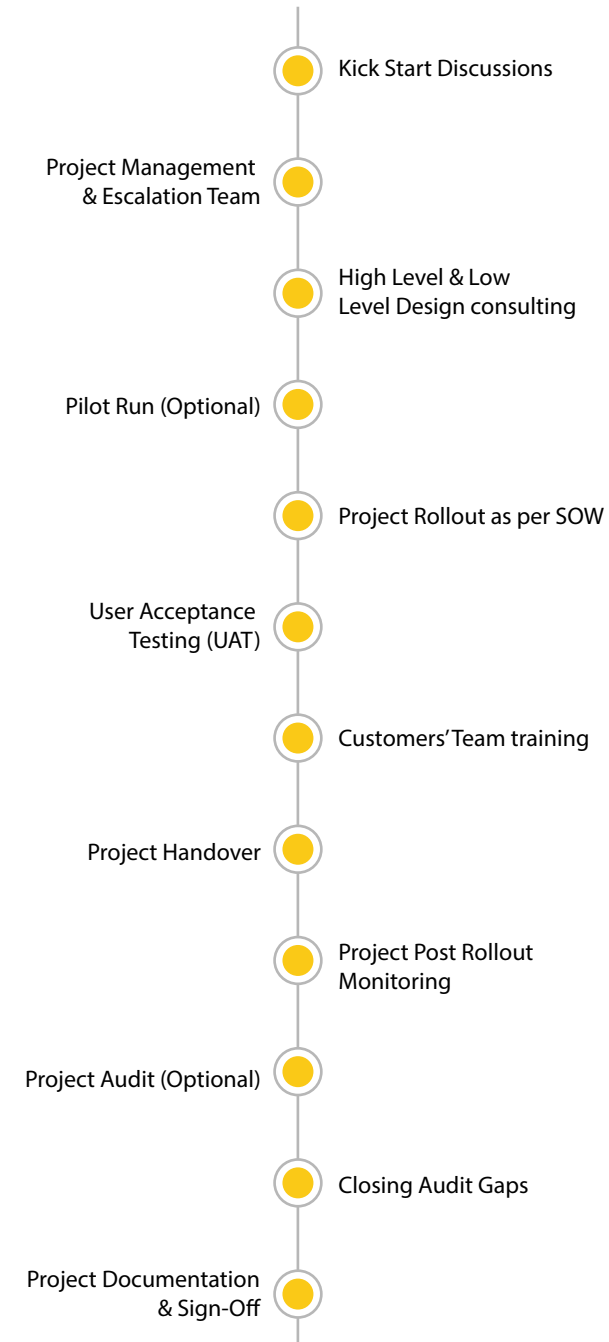 Kick Start Discussions
Project Management
& Escalation Team
High Level & Low
Level Design consulting
Pilot Run (Optional)
Project Rollout as per SOW
User Acceptance
Testing (UAT)
Customers’ Team training
Project Handover
Project Post Rollout
Monitoring
Project Audit (Optional)
Closing Audit Gaps
Project Documentation
& Sign-Off